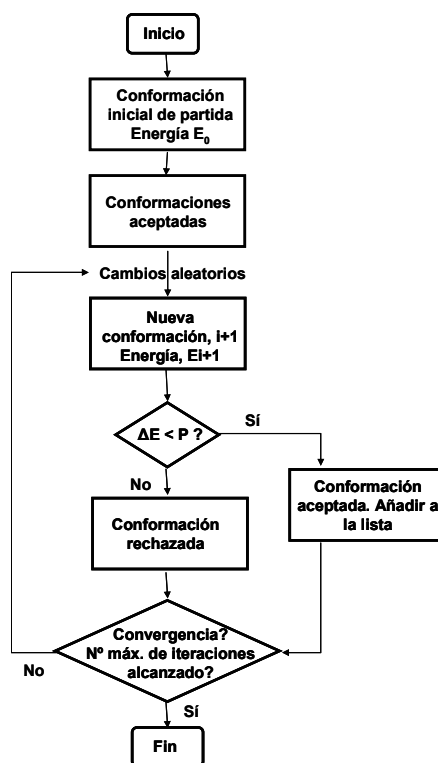 Inicio
Conformación
inicial de partida
Energía E₀
Conformaciones
aceptadas
Cambios aleatorios
Nueva
conformación, i+1
Energía, Ei+1
ΔE < P ?
Sí
No
Conformación
aceptada. Añadir a
la lista
Conformación
rechazada
Convergencia?
Nº máx. de iteraciones
alcanzado?
No
Sí
Fin